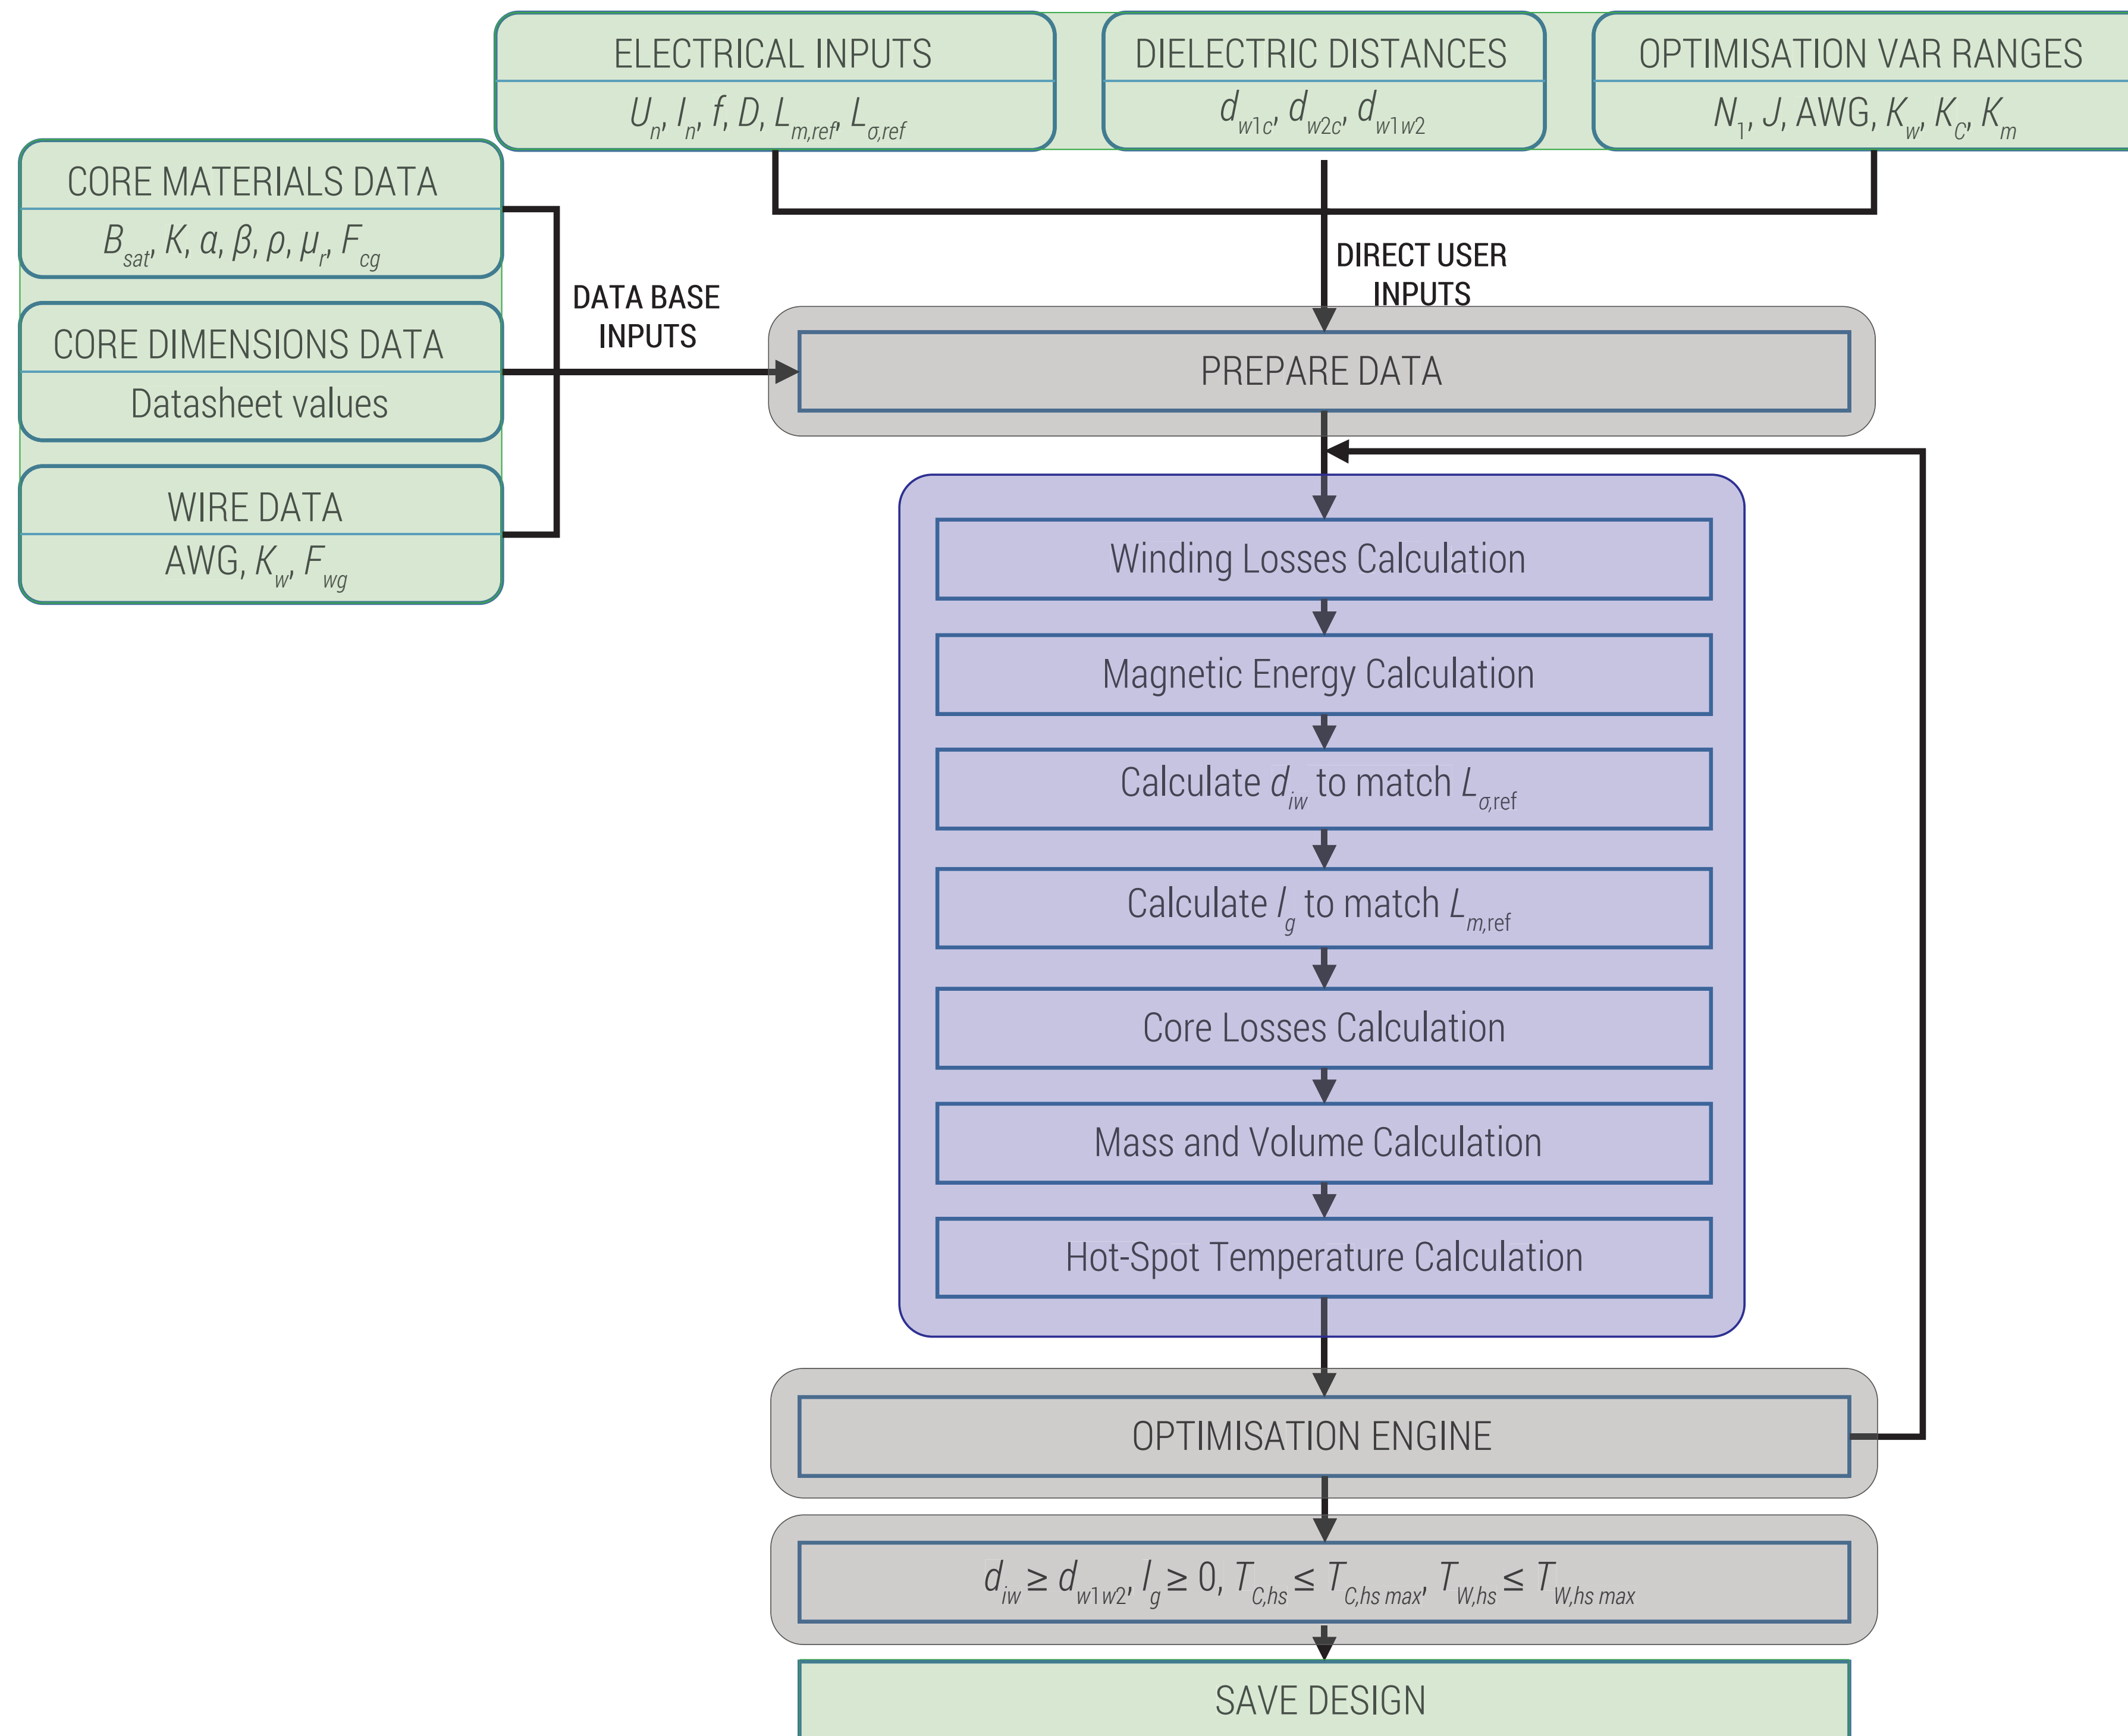 ELECTRICAL INPUTS
Un, In, f, D, Lm,ref, Lσ,ref
DIELECTRIC DISTANCES
dw1c, dw2c, dw1w2
OPTIMISATION VAR RANGES
N1, J, AWG, Kw, KC, Km
CORE MATERIALS DATA
Bsat, K, α, β, ρ, μr, Fcg
CORE DIMENSIONS DATA
Datasheet values
WIRE DATA
AWG, Kw, Fwg
DATA BASE
INPUTS
DIRECT USER
INPUTS
PREPARE DATA
Winding Losses Calculation
Magnetic Energy Calculation
Calculate diw to match Lσ,ref
Calculate lg to match Lm,ref
Core Losses Calculation
Mass and Volume Calculation
Hot-Spot Temperature Calculation
OPTIMISATION ENGINE
diw ≥ dw1w2, lg ≥ 0, TC,hs ≤ TC,hs max, TW,hs ≤ TW,hs max
SAVE DESIGN